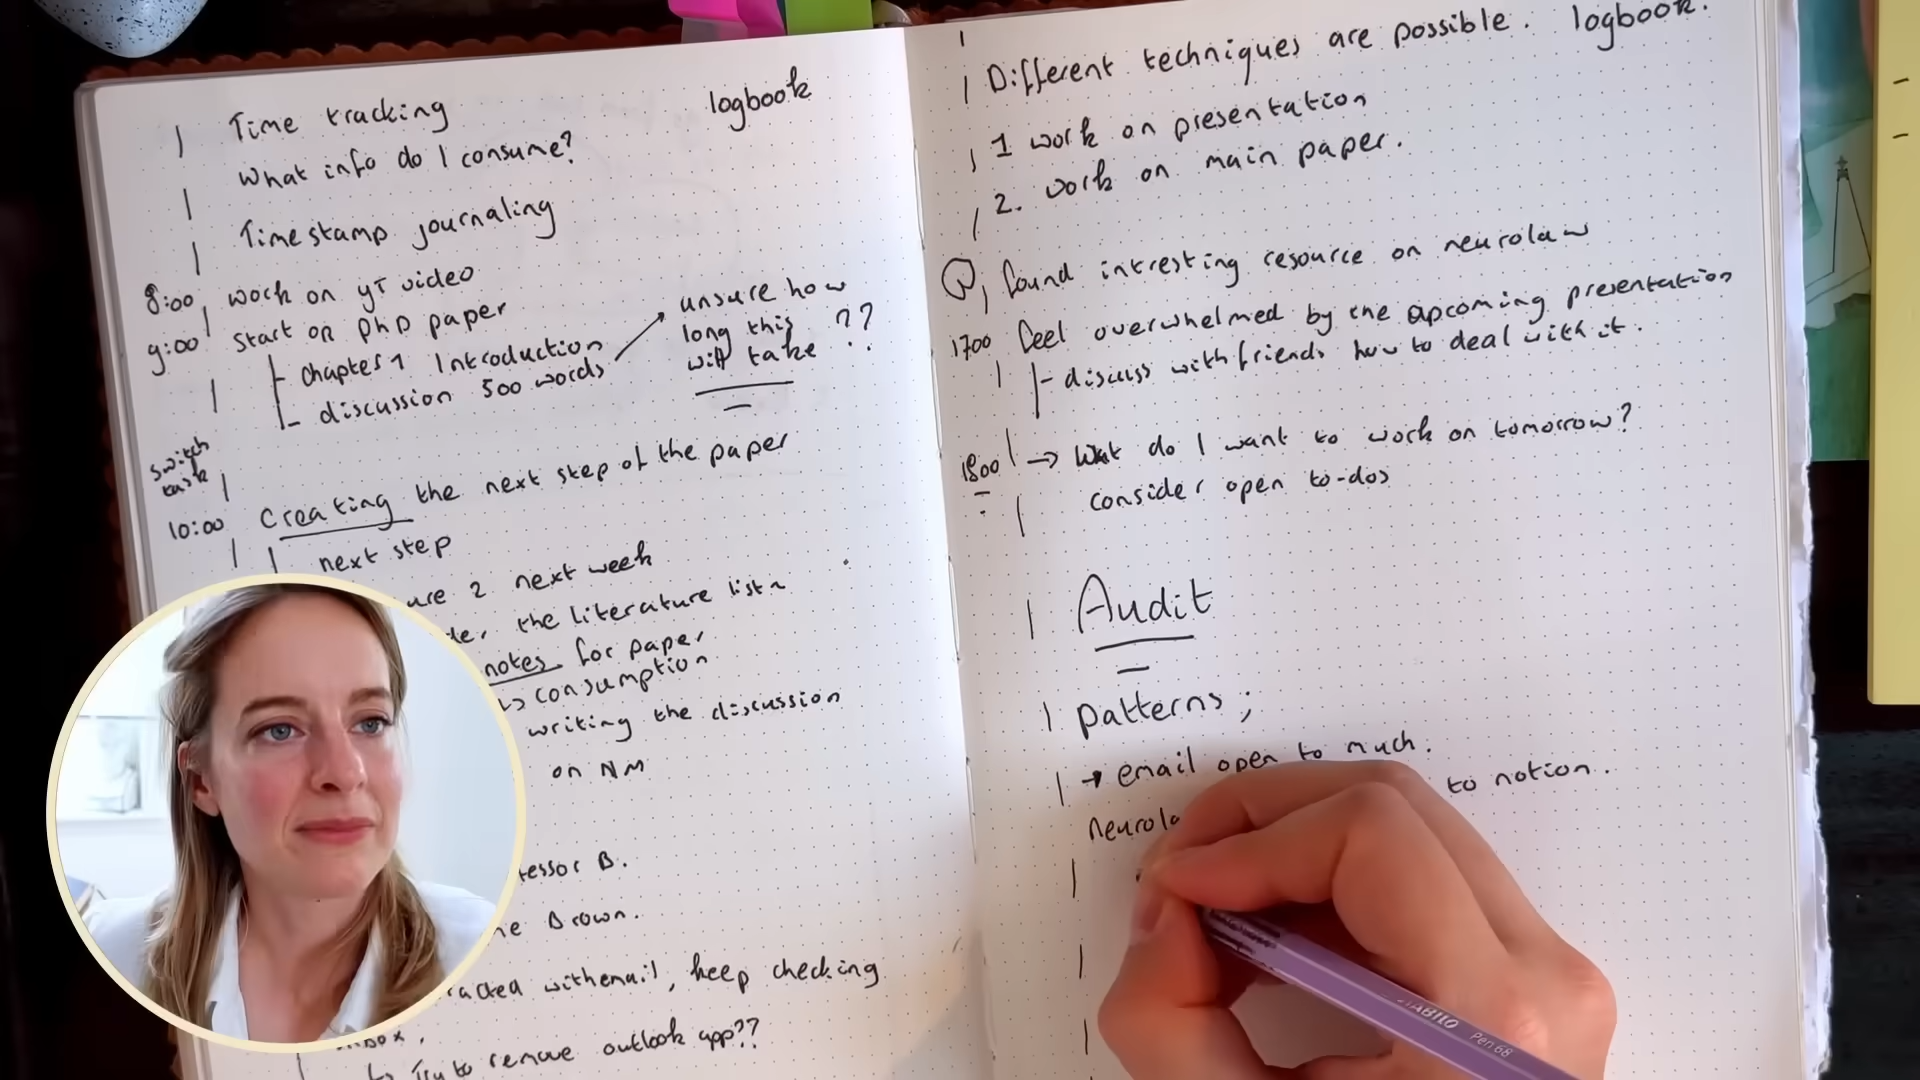 Time tracking logbook
What info do I consume?
Timestamp journaling
8:00 work on YT video
9:00 start on PhD paper
chapter 1 Introduction
discussion 500 words
unsure how
long this ??
will take
switch
task
10:00 Creating the next step of the paper
next step
ure 2 next week
the literature list
notes for paper
consumption
writing the discussion
on NM
essor B.
Brown.
acted with email, keep checking
box,
Try to remove outlook app??
Different techniques are possible. logbook.
1 work on presentation
2. work on main paper.
found intresting resource on neurolaw
1700 feel overwhelmed by the upcoming presentation
discuss with friends how to deal with it.
1800 → What do I want to work on tomorrow?
consider open to-dos
Audit
patterns;
→ email open to much.
neurola to notion.
STABILO Pen 68